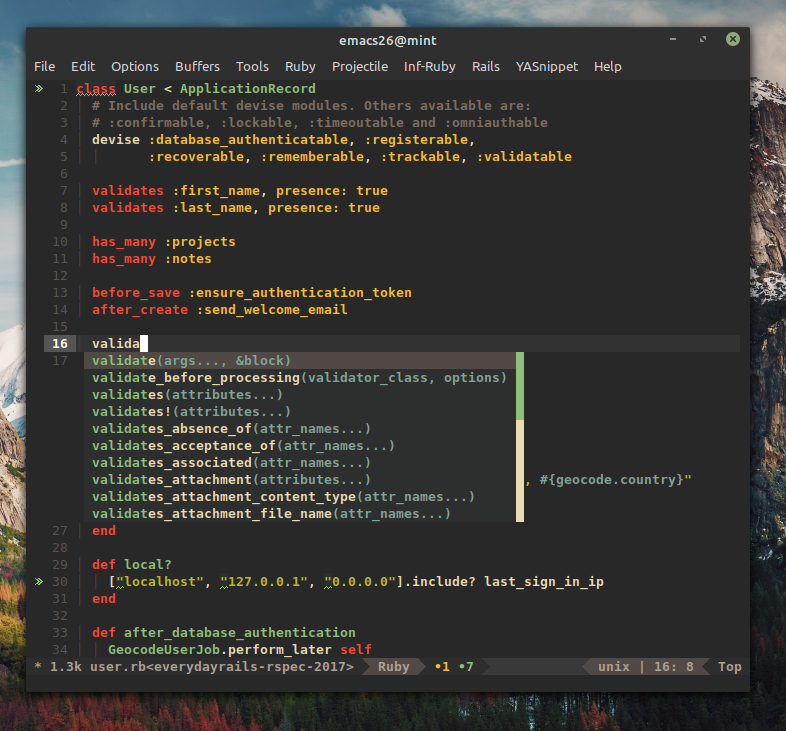 emacs26@mint
File Edit Options Buffers Tools Ruby Projectile Inf-Ruby Rails YASnippet Help
1 class User < ApplicationRecord
2 # Include default devise modules. Others available are:
3 # :confirmable, :lockable, :timeoutable and :omniauthable
4 devise :database_authenticatable, :registerable,
5 :recoverable, :rememberable, :trackable, :validatable
6
7 validates :first_name, presence: true
8 validates :last_name, presence: true
9
10 has_many :projects
11 has_many :notes
12
13 before_save :ensure_authentication_token
14 after_create :send_welcome_email
15
16 valida
17 validate(args..., &block)
validate_before_processing(validator_class, options)
validates(attributes...)
validates!(attributes...)
validates_absence_of(attr_names...)
validates_acceptance_of(attr_names...)
validates_associated(attr_names...)
validates_attachment(attributes...) , #{geocode.country}"
validates_attachment_content_type(attr_names...)
validates_attachment_file_name(attr_names...)
27 end
28
29 def local?
30 ["localhost", "127.0.0.1", "0.0.0.0"].include? last_sign_in_ip
31 end
32
33 def after_database_authentication
34 GeocodeUserJob.perform_later self
* 1.3k user.rb<everydayrails-rspec-2017> Ruby •1 •7 unix | 16: 8 Top